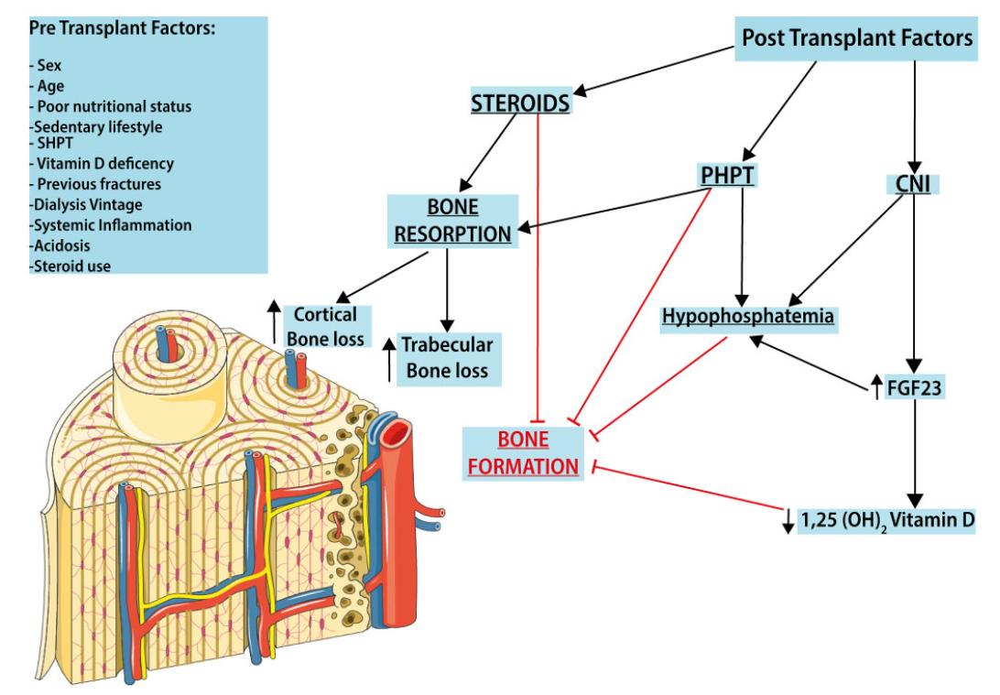 Pre Transplant Factors:
- Sex
- Age
- Poor nutritional status
-Sedentary lifestyle
- SHPT
- Vitamin D deficency
- Previous fractures
-Dialysis Vintage
-Systemic Inflammation
-Acidosis
-Steroid use
Post Transplant Factors
STEROIDS
PHPT
CNI
BONE
RESORPTION
Cortical
Bone loss
Trabecular
Bone loss
Hypophosphatemia
FGF23
BONE
FORMATION
1,25 (OH)₂ Vitamin D